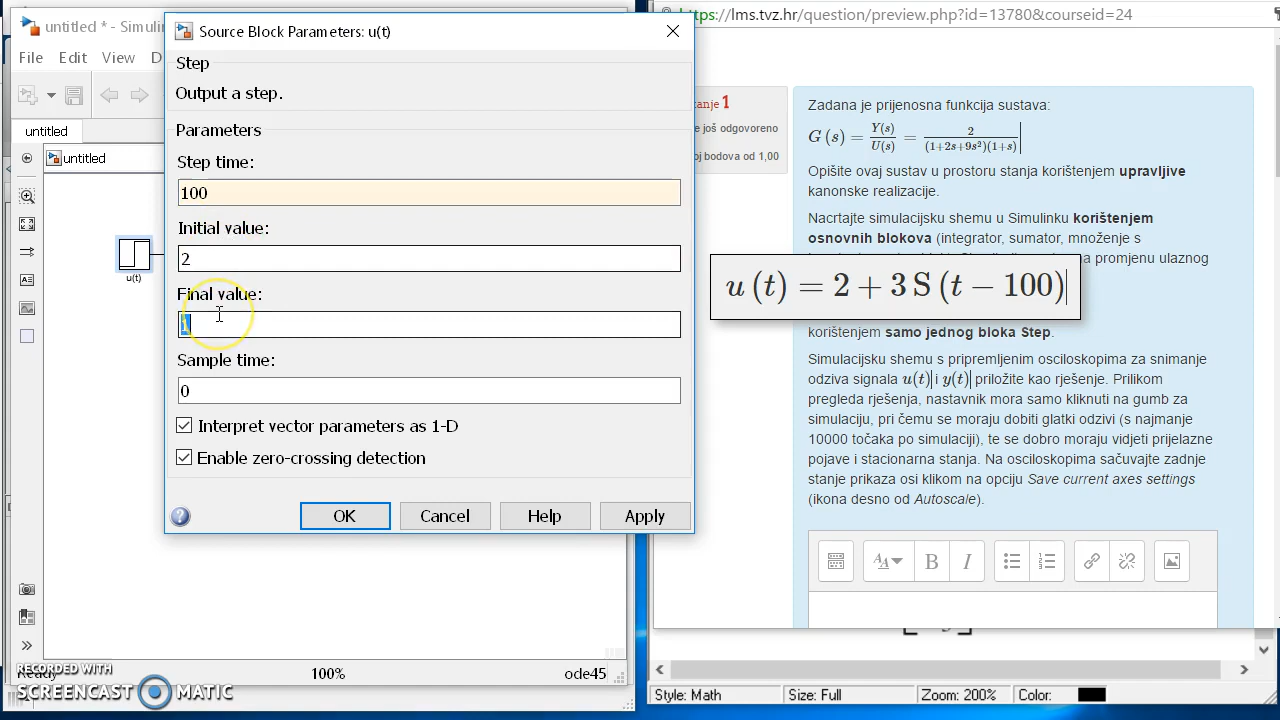 untitled * - Simulin
File Edit View D
untitled
untitled
u(t)
Source Block Parameters: u(t)
Step
Output a step.
Parameters
Step time:
100
Initial value:
2
Final value:
1
Sample time:
0
Interpret vector parameters as 1-D
Enable zero-crossing detection
OK Cancel Help Apply
100% ode45
RECORDED WITH
SCREENCAST MATIC
https://lms.tvz.hr/question/preview.php?id=13780&courseid=24
tanje 1
e još odgovoreno
oj bodova od 1,00
Zadana je prijenosna funkcija sustava:
G (s) = Y(s)/U(s) = 2/((1+2s+9s²)(1+s))
Opišite ovaj sustav u prostoru stanja korištenjem upravljive
kanonske realizacije.
Nacrtajte simulacijsku shemu u Simulinku korištenjem
osnovnih blokova (integrator, sumator, množenje s
promjenu ulaznog
u (t) = 2 + 3 S (t − 100)
korištenjem samo jednog bloka Step.
Simulacijsku shemu s pripremljenim osciloskopima za snimanje
odziva signala u(t) i y(t) priložite kao rješenje. Prilikom
pregleda rješenja, nastavnik mora samo kliknuti na gumb za
simulaciju, pri čemu se moraju dobiti glatki odzivi (s najmanje
10000 točaka po simulaciji), te se dobro moraju vidjeti prijelazne
pojave i stacionarna stanja. Na osciloskopima sačuvajte zadnje
stanje prikaza osi klikom na opciju Save current axes settings
(ikona desno od Autoscale).
AA B I
Style: Math Size: Full Zoom: 200% Color: